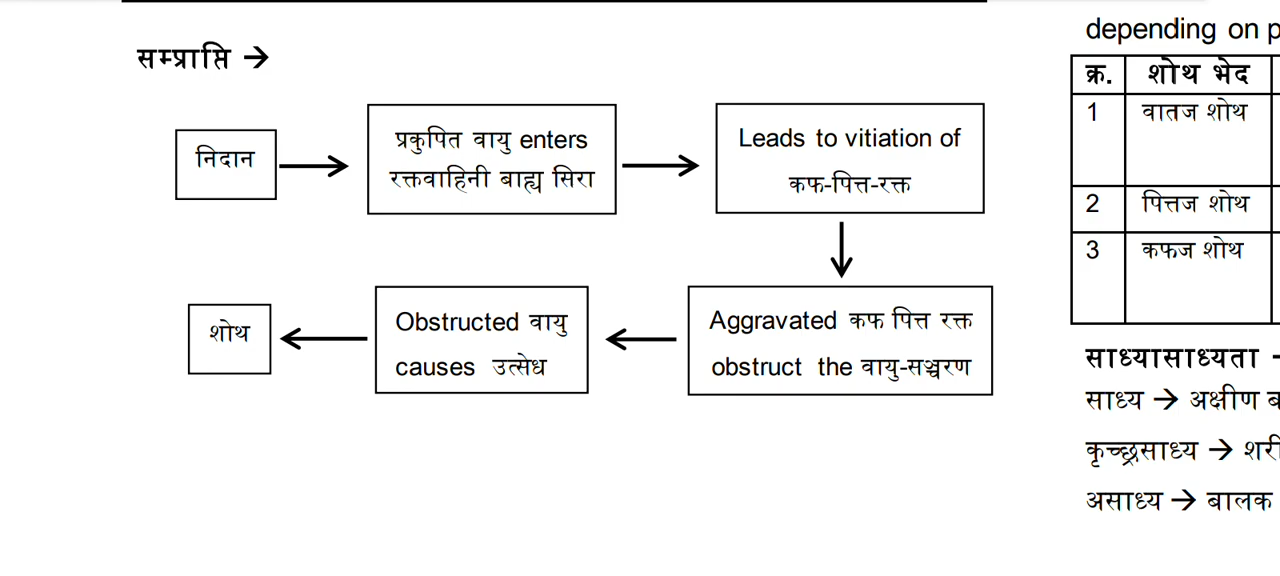 सम्प्राप्ति →
निदान
प्रकुपित वायु enters
रक्तवाहिनी बाह्य सिरा
Leads to vitiation of
कफ-पित्त-रक्त
Aggravated कफ पित्त रक्त
obstruct the वायु-सञ्चरण
Obstructed वायु
causes उत्सेध
शोथ
depending on p
क्र. शोथ भेद
1 वातज शोथ
2 पित्तज शोथ
3 कफज शोथ
साध्यासाध्यता -
साध्य → अक्षीण ब
कृच्छ्रसाध्य → शरी
असाध्य → बालक